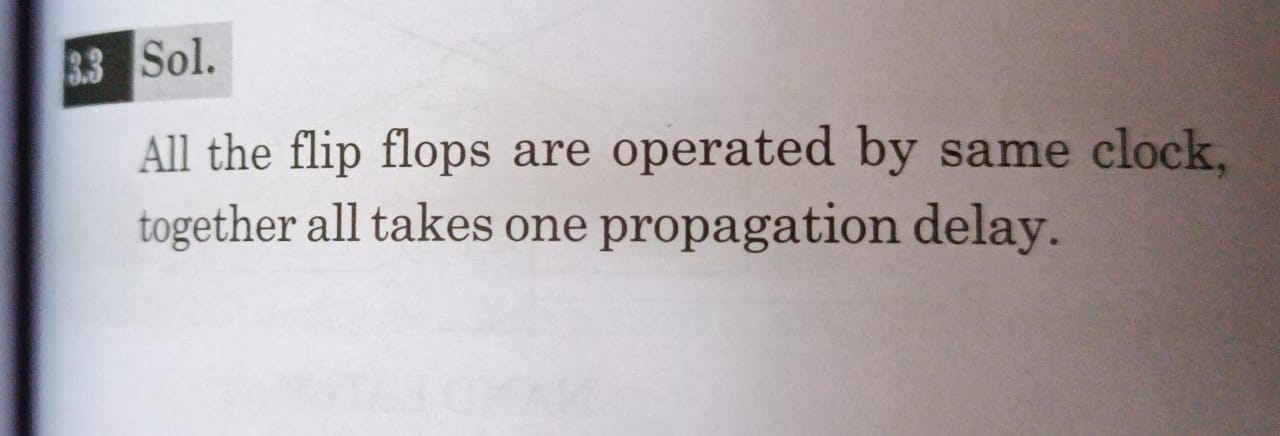 3.3 Sol.
All the flip flops are operated by same clock,
together all takes one propagation delay.